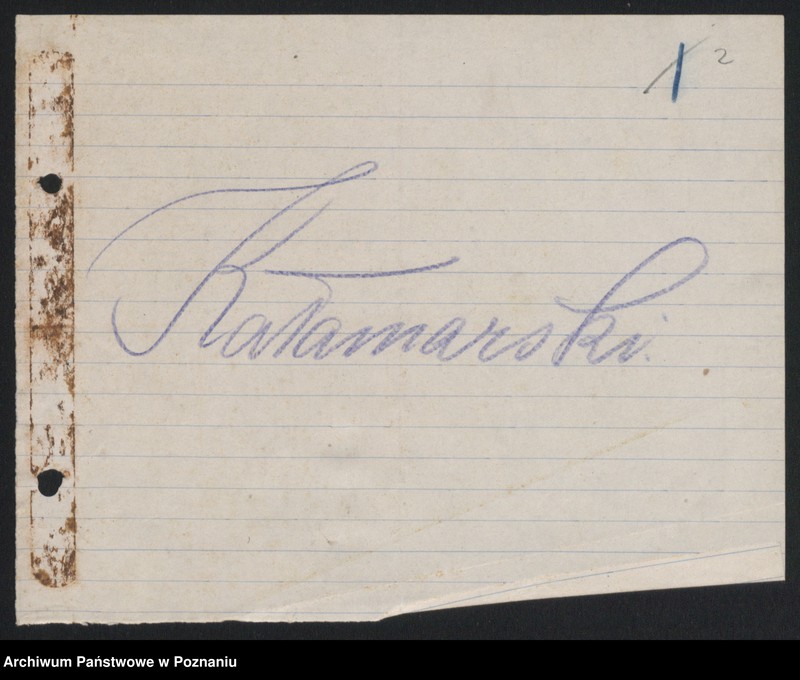 1 2
Kałamarski.
Archiwum Państwowe w Poznaniu